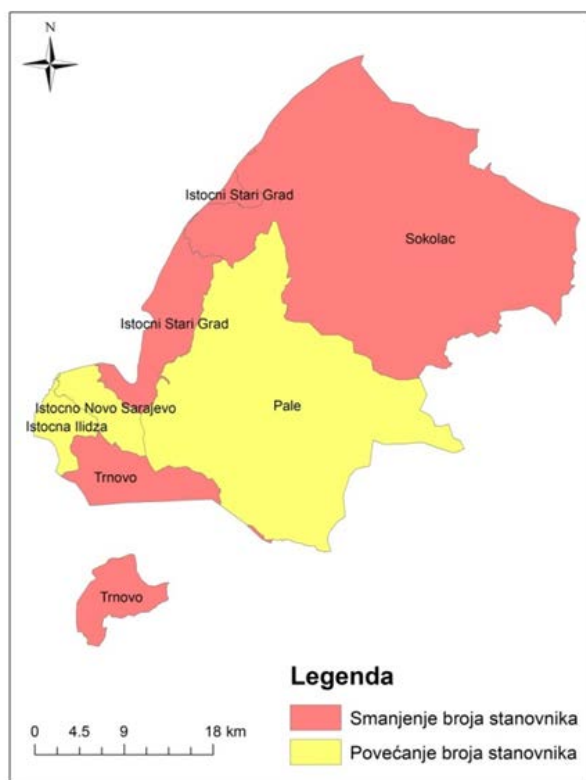 N
Istocni Stari Grad
Sokolac
Istocni Stari Grad
Istocno Novo Sarajevo
Pale
Istocna Ilidza
Trnovo
Trnovo
Legenda
Smanjenje broja stanovnika
Povećanje broja stanovnika
0 4.5 9 18 km